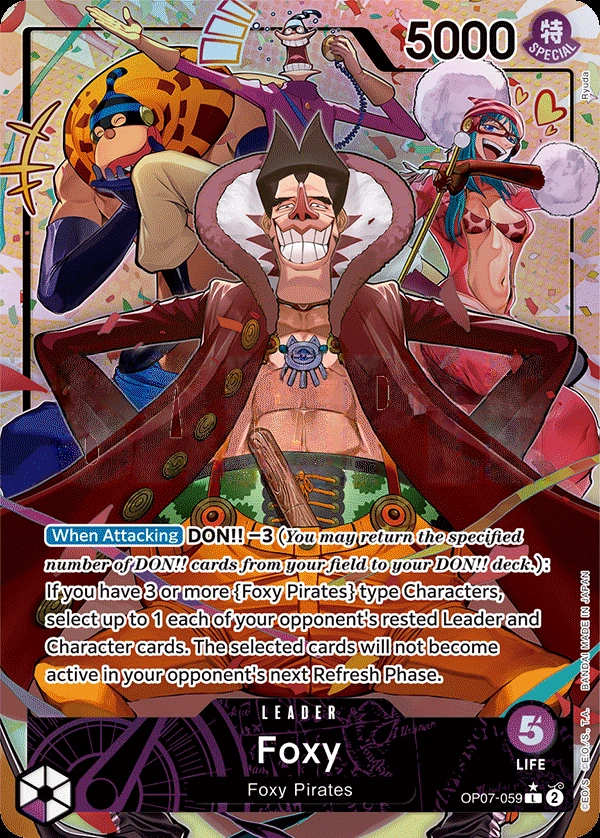 5000
特
SPECIAL
Ryuda
When Attacking DON!! −3 (You may return the specified
number of DON!! cards from your field to your DON!! deck.):
If you have 3 or more {Foxy Pirates} type Characters,
select up to 1 each of your opponent's rested Leader and
Character cards. The selected cards will not become
active in your opponent's next Refresh Phase.
BANDAI MADE IN JAPAN
©E.O./S., T.A.
LEADER
Foxy
Foxy Pirates
5
LIFE
OP07-059 L 2